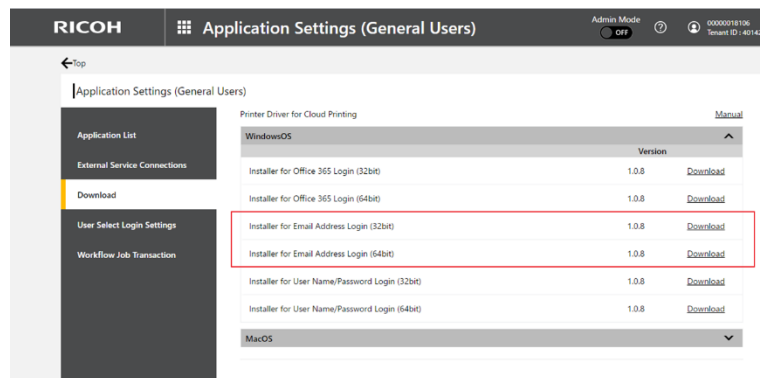 RICOH
Application Settings (General Users)
Admin Mode
OFF
00000018106
Tenant ID : 40142
Top
Application Settings (General Users)
Application List
External Service Connections
Download
User Select Login Settings
Workflow Job Transaction
Printer Driver for Cloud Printing Manual
WindowsOS
Version
Installer for Office 365 Login (32bit) 1.0.8 Download
Installer for Office 365 Login (64bit) 1.0.8 Download
Installer for Email Address Login (32bit) 1.0.8 Download
Installer for Email Address Login (64bit) 1.0.8 Download
Installer for User Name/Password Login (32bit) 1.0.8 Download
Installer for User Name/Password Login (64bit) 1.0.8 Download
MacOS